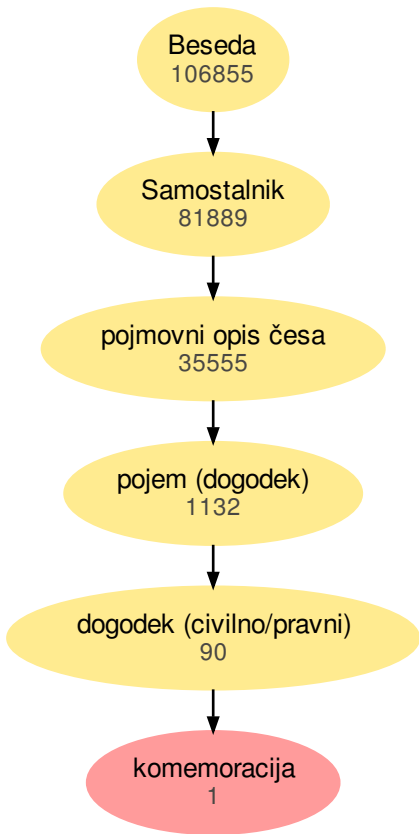 Beseda
106855
Samostalnik
81889
pojmovni opis česa
35555
pojem (dogodek)
1132
dogodek (civilno/pravni)
90
komemoracija
1